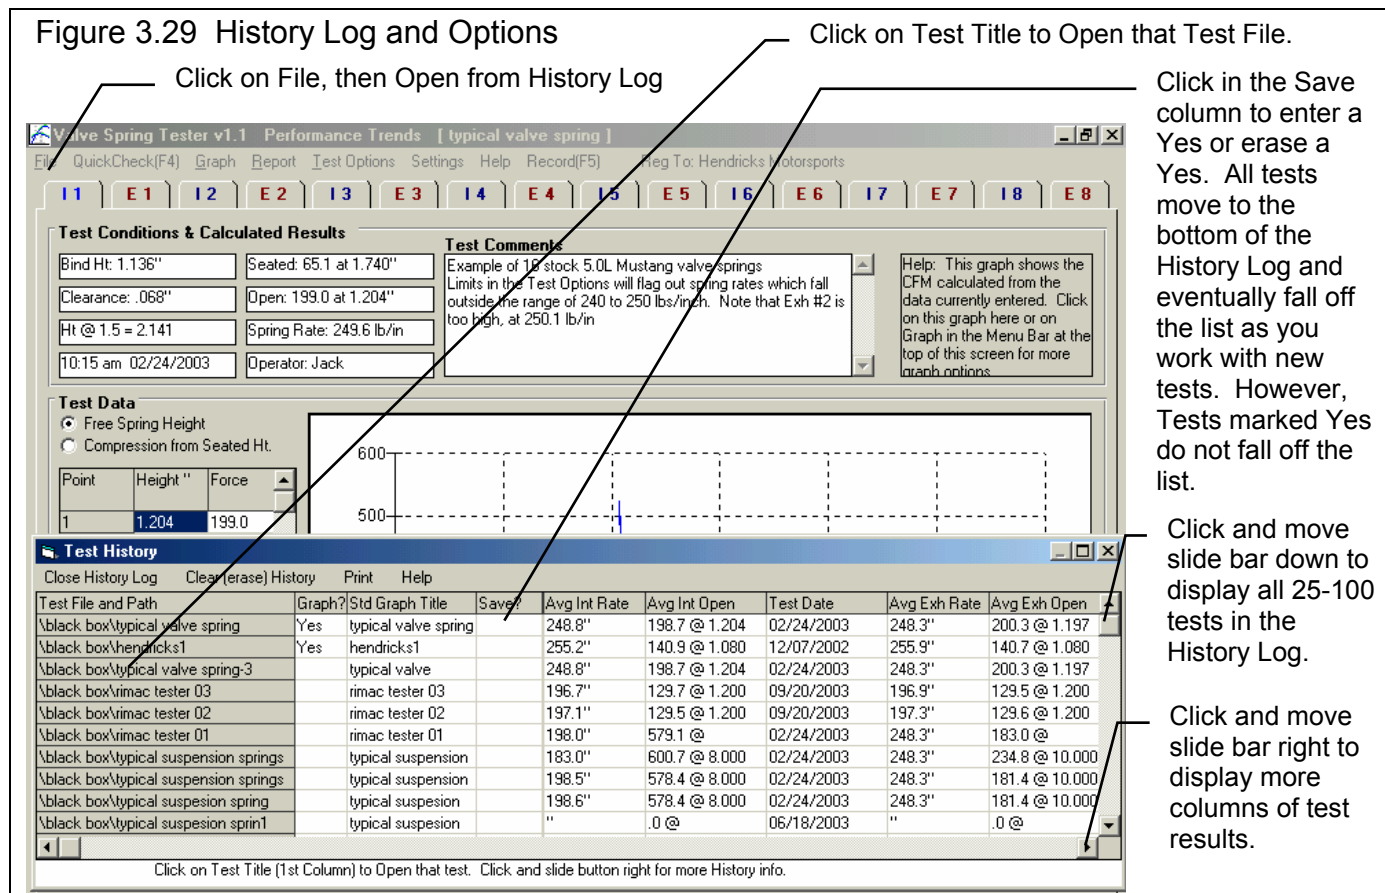 Figure 3.29  History Log and Options
Click on Test Title to Open that Test File.
Click on File, then Open from History Log
Click in the Save
column to enter a
Yes or erase a
Yes.  All tests
move to the
bottom of the
History Log and
eventually fall off
the list as you
work with new
tests.  However,
Tests marked Yes
do not fall off the
list.
Valve Spring Tester v1.1   Performance Trends   [ typical valve spring ]
File  QuickCheck(F4)  Graph  Report  Test Options  Settings  Help  Record(F5)  Reg To: Hendricks Motorsports
I 1  E 1  I 2  E 2  I 3  E 3  I 4  E 4  I 5  E 5  I 6  E 6  I 7  E 7  I 8  E 8
Test Conditions & Calculated Results
Bind Ht: 1.136"  Seated: 65.1 at 1.740"
Clearance: .068"  Open: 199.0 at 1.204"
Ht @ 1.5 = 2.141  Spring Rate: 249.6 lb/in
10:15 am  02/24/2003  Operator: Jack
Test Comments
Example of 16 stock 5.0L Mustang valve springs
Limits in the Test Options will flag out spring rates which fall
outside the range of 240 to 250 lbs/inch.  Note that Exh #2 is
too high, at 250.1 lb/in
Help:  This graph shows the
CFM calculated from the
data currently entered.  Click
on this graph here or on
Graph in the Menu Bar at the
top of this screen for more
graph options
Test Data
Free Spring Height
Compression from Seated Ht.
Point  Height "  Force
1  1.204  199.0
600
500
Test History
Close History Log  Clear (erase) History  Print  Help
Test File and Path  Graph?  Std Graph Title  Save?  Avg Int Rate  Avg Int Open  Test Date  Avg Exh Rate  Avg Exh Open
\black box\typical valve spring  Yes  typical valve spring  248.8"  198.7 @ 1.204  02/24/2003  248.3"  200.3 @ 1.197
\black box\hendricks1  Yes  hendricks1  255.2"  140.9 @ 1.080  12/07/2002  255.9"  140.7 @ 1.080
\black box\typical valve spring-3  typical valve  248.8"  198.7 @ 1.204  02/24/2003  248.3"  200.3 @ 1.197
\black box\rimac tester 03  rimac tester 03  196.7"  129.7 @ 1.200  09/20/2003  196.9"  129.5 @ 1.200
\black box\rimac tester 02  rimac tester 02  197.1"  129.5 @ 1.200  09/20/2003  197.3"  129.6 @ 1.200
\black box\rimac tester 01  rimac tester 01  198.0"  579.1 @  02/24/2003  248.3"  183.0 @
\black box\typical suspension springs  typical suspension  183.0"  600.7 @ 8.000  02/24/2003  248.3"  234.8 @ 10.000
\black box\typical suspension springs  typical suspension  198.5"  578.4 @ 8.000  02/24/2003  248.3"  181.4 @ 10.000
\black box\typical suspesion spring  typical suspesion  198.6"  578.4 @ 8.000  02/24/2003  248.3"  181.4 @ 10.000
\black box\typical suspesion sprin1  typical suspesion  "  .0 @  06/18/2003  "  .0 @
Click on Test Title (1st Column) to Open that test.  Click and slide button right for more History info.
Click and move
slide bar down to
display all 25-100
tests in the
History Log.
Click and move
slide bar right to
display more
columns of test
results.